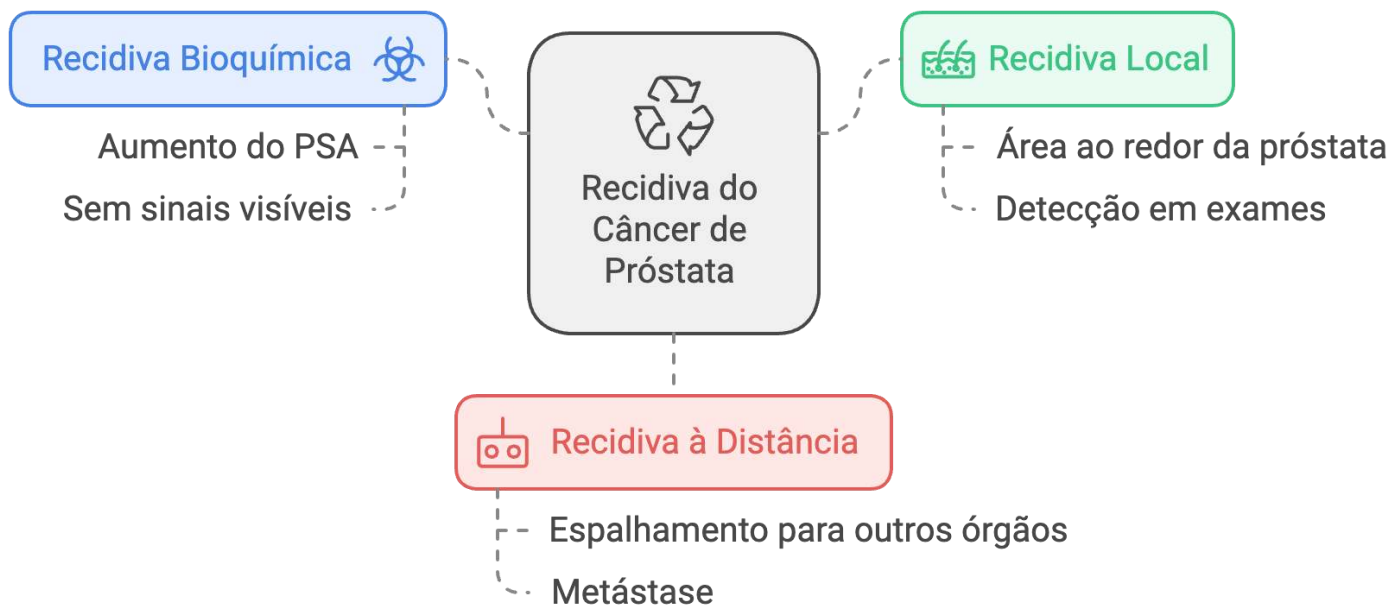 Recidiva Bioquímica
Aumento do PSA
Sem sinais visíveis
Recidiva do
Câncer de
Próstata
Recidiva Local
Área ao redor da próstata
Detecção em exames
Recidiva à Distância
Espalhamento para outros órgãos
Metástase